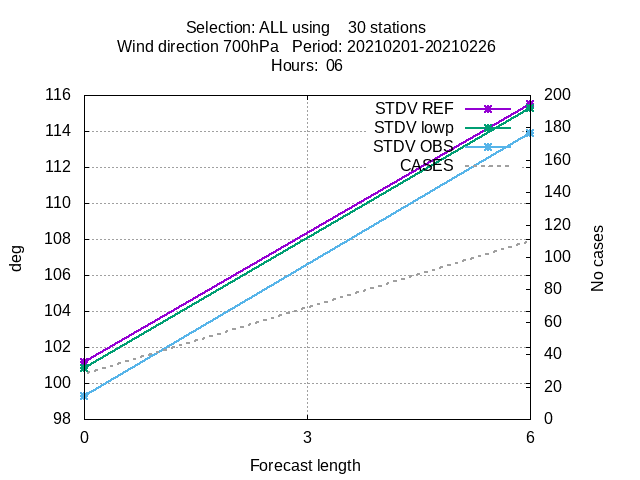 Selection: ALL using    30 stations
Wind direction 700hPa   Period: 20210201-20210226
Hours:  06
116
114
112
110
108
106
104
102
100
98
200
180
160
140
120
100
80
60
40
20
0
STDV REF
STDV lowp
STDV OBS
CASES
deg
No cases
0
3
6
Forecast length